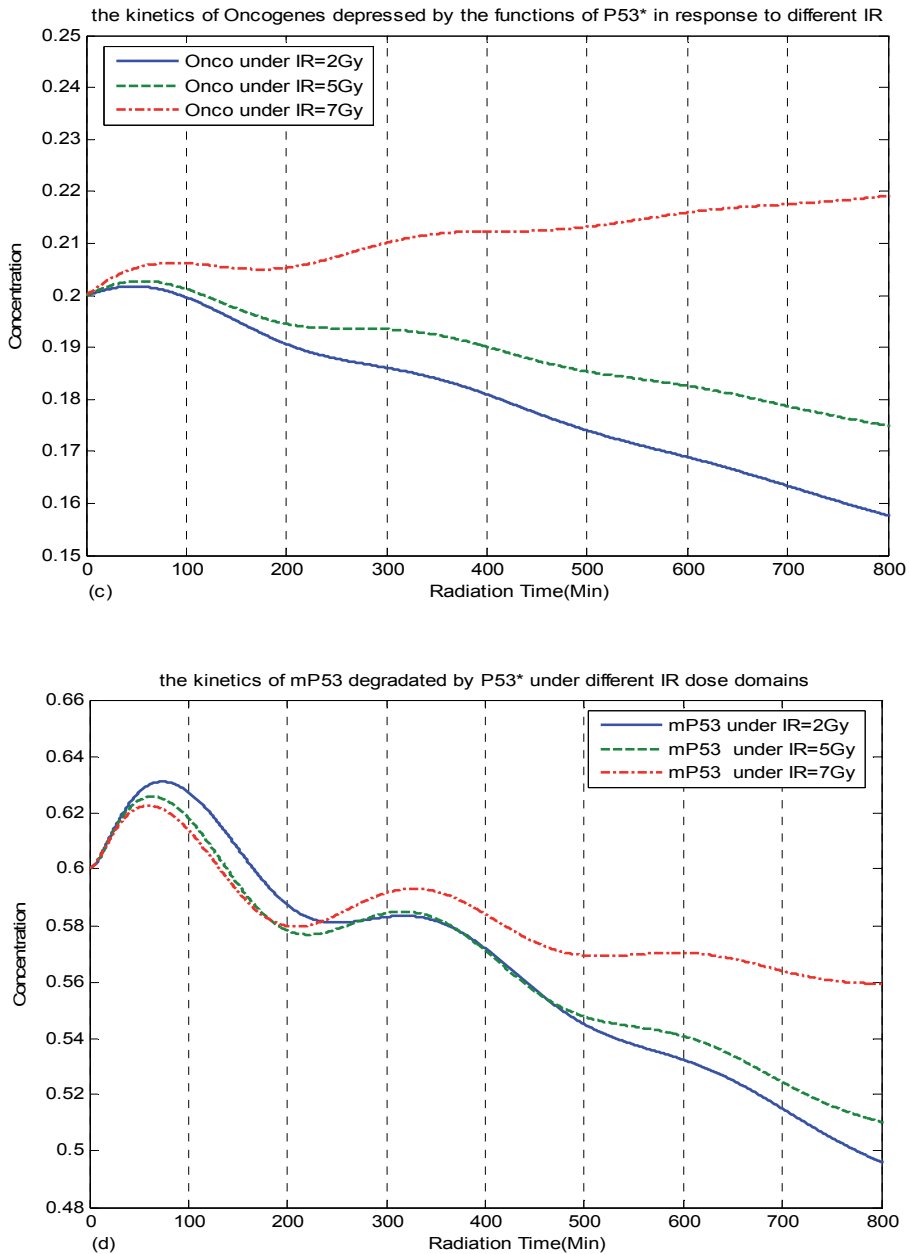 the kinetics of Oncogenes depressed by the functions of P53* in response to different IR
0.25
0.24
0.23
0.22
0.21
0.2
0.19
0.18
0.17
0.16
0.15
Concentration
Onco under IR=2Gy
Onco under IR=5Gy
Onco under IR=7Gy
0 100 200 300 400 500 600 700 800
(c) Radiation Time(Min)
the kinetics of mP53 degradated by P53* under different IR dose domains
0.66
0.64
0.62
0.6
0.58
0.56
0.54
0.52
0.5
0.48
Concentration
mP53 under IR=2Gy
mP53 under IR=5Gy
mP53 under IR=7Gy
0 100 200 300 400 500 600 700 800
(d) Radiation Time(Min)